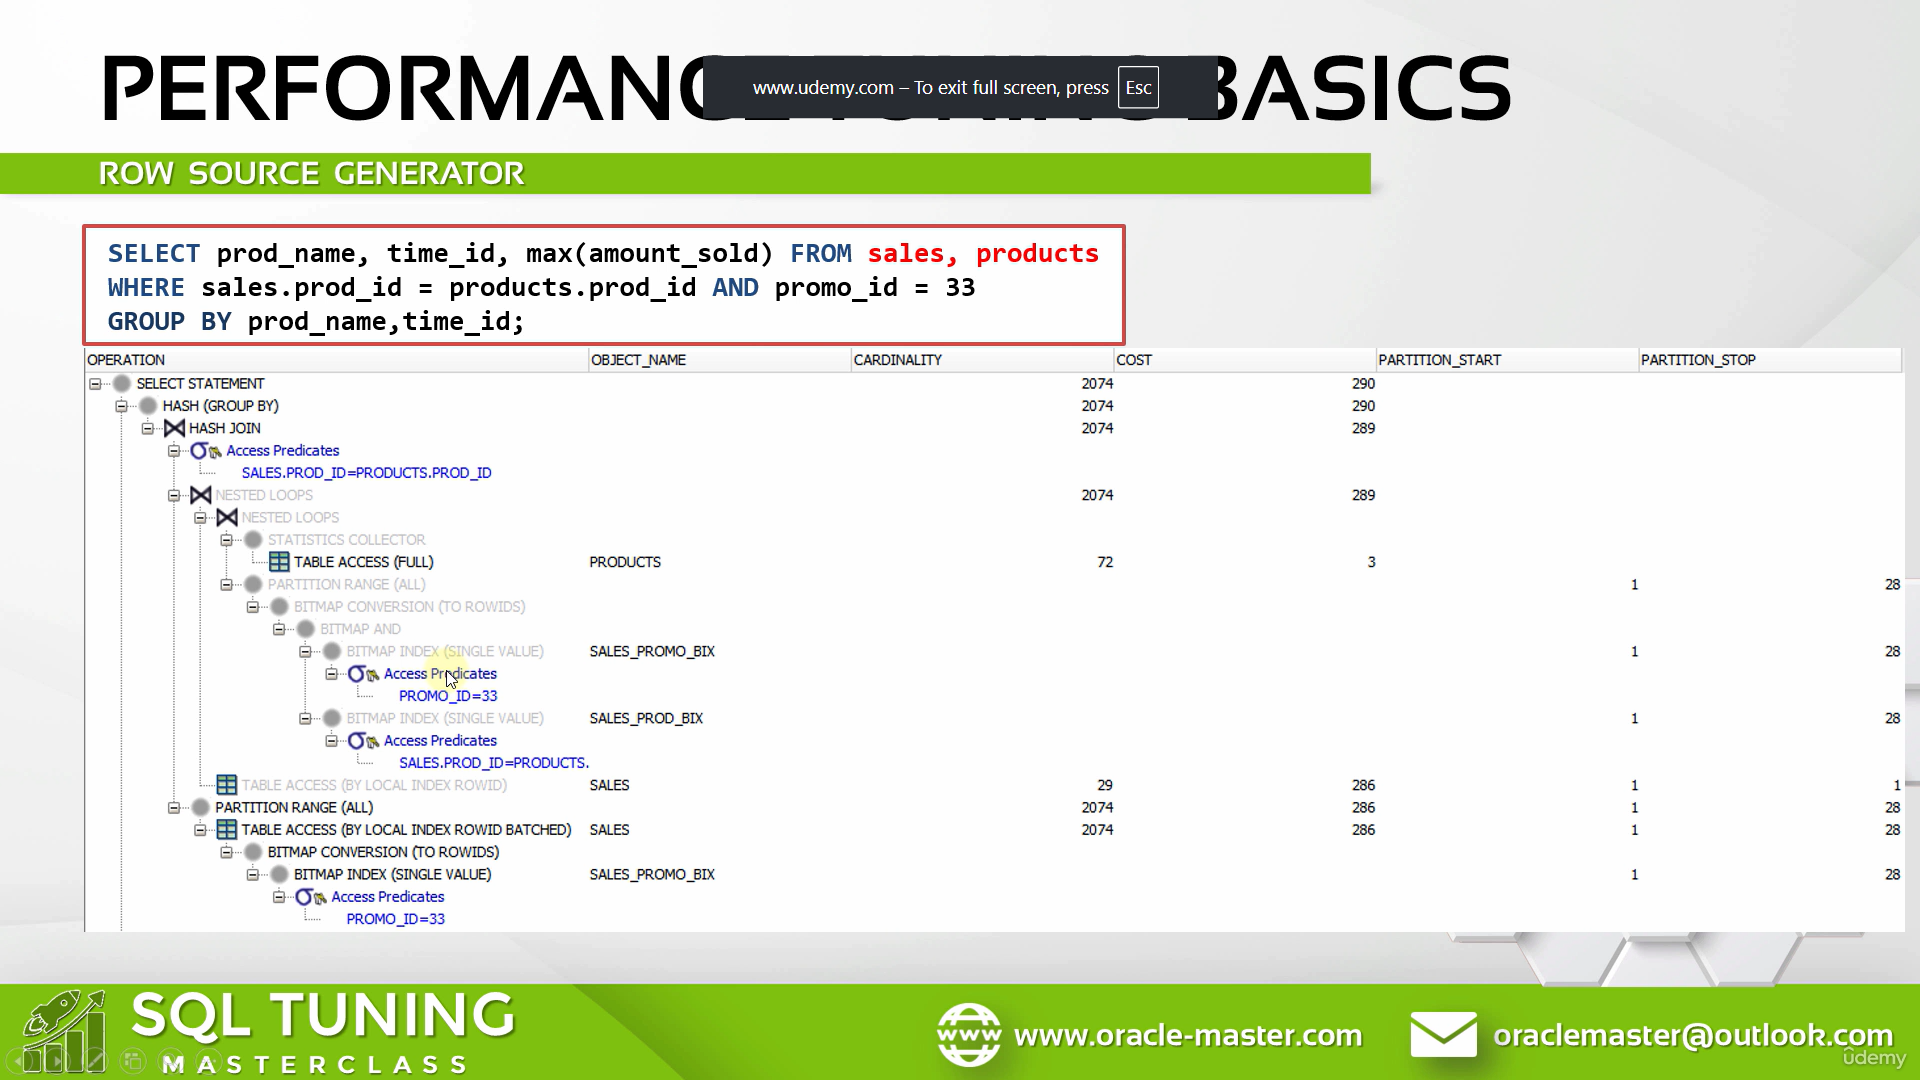 PERFORMANCE TUNING BASICS
www.udemy.com – To exit full screen, press Esc
ROW SOURCE GENERATOR
SELECT prod_name, time_id, max(amount_sold) FROM sales, products
WHERE sales.prod_id = products.prod_id AND promo_id = 33
GROUP BY prod_name,time_id;
OPERATION OBJECT_NAME CARDINALITY COST PARTITION_START PARTITION_STOP
SELECT STATEMENT 2074 290
HASH (GROUP BY) 2074 290
HASH JOIN 2074 289
Access Predicates
SALES.PROD_ID=PRODUCTS.PROD_ID
NESTED LOOPS 2074 289
NESTED LOOPS
STATISTICS COLLECTOR
TABLE ACCESS (FULL) PRODUCTS 72 3
PARTITION RANGE (ALL) 1 28
BITMAP CONVERSION (TO ROWIDS)
BITMAP AND
BITMAP INDEX (SINGLE VALUE) SALES_PROMO_BIX 1 28
Access Predicates
PROMO_ID=33
BITMAP INDEX (SINGLE VALUE) SALES_PROD_BIX 1 28
Access Predicates
SALES.PROD_ID=PRODUCTS.
TABLE ACCESS (BY LOCAL INDEX ROWID) SALES 29 286 1 1
PARTITION RANGE (ALL) 2074 286 1 28
TABLE ACCESS (BY LOCAL INDEX ROWID BATCHED) SALES 2074 286 1 28
BITMAP CONVERSION (TO ROWIDS)
BITMAP INDEX (SINGLE VALUE) SALES_PROMO_BIX 1 28
Access Predicates
PROMO_ID=33
SQL TUNING
MASTERCLASS
www www.oracle-master.com
oraclemaster@outlook.com
ûdemy